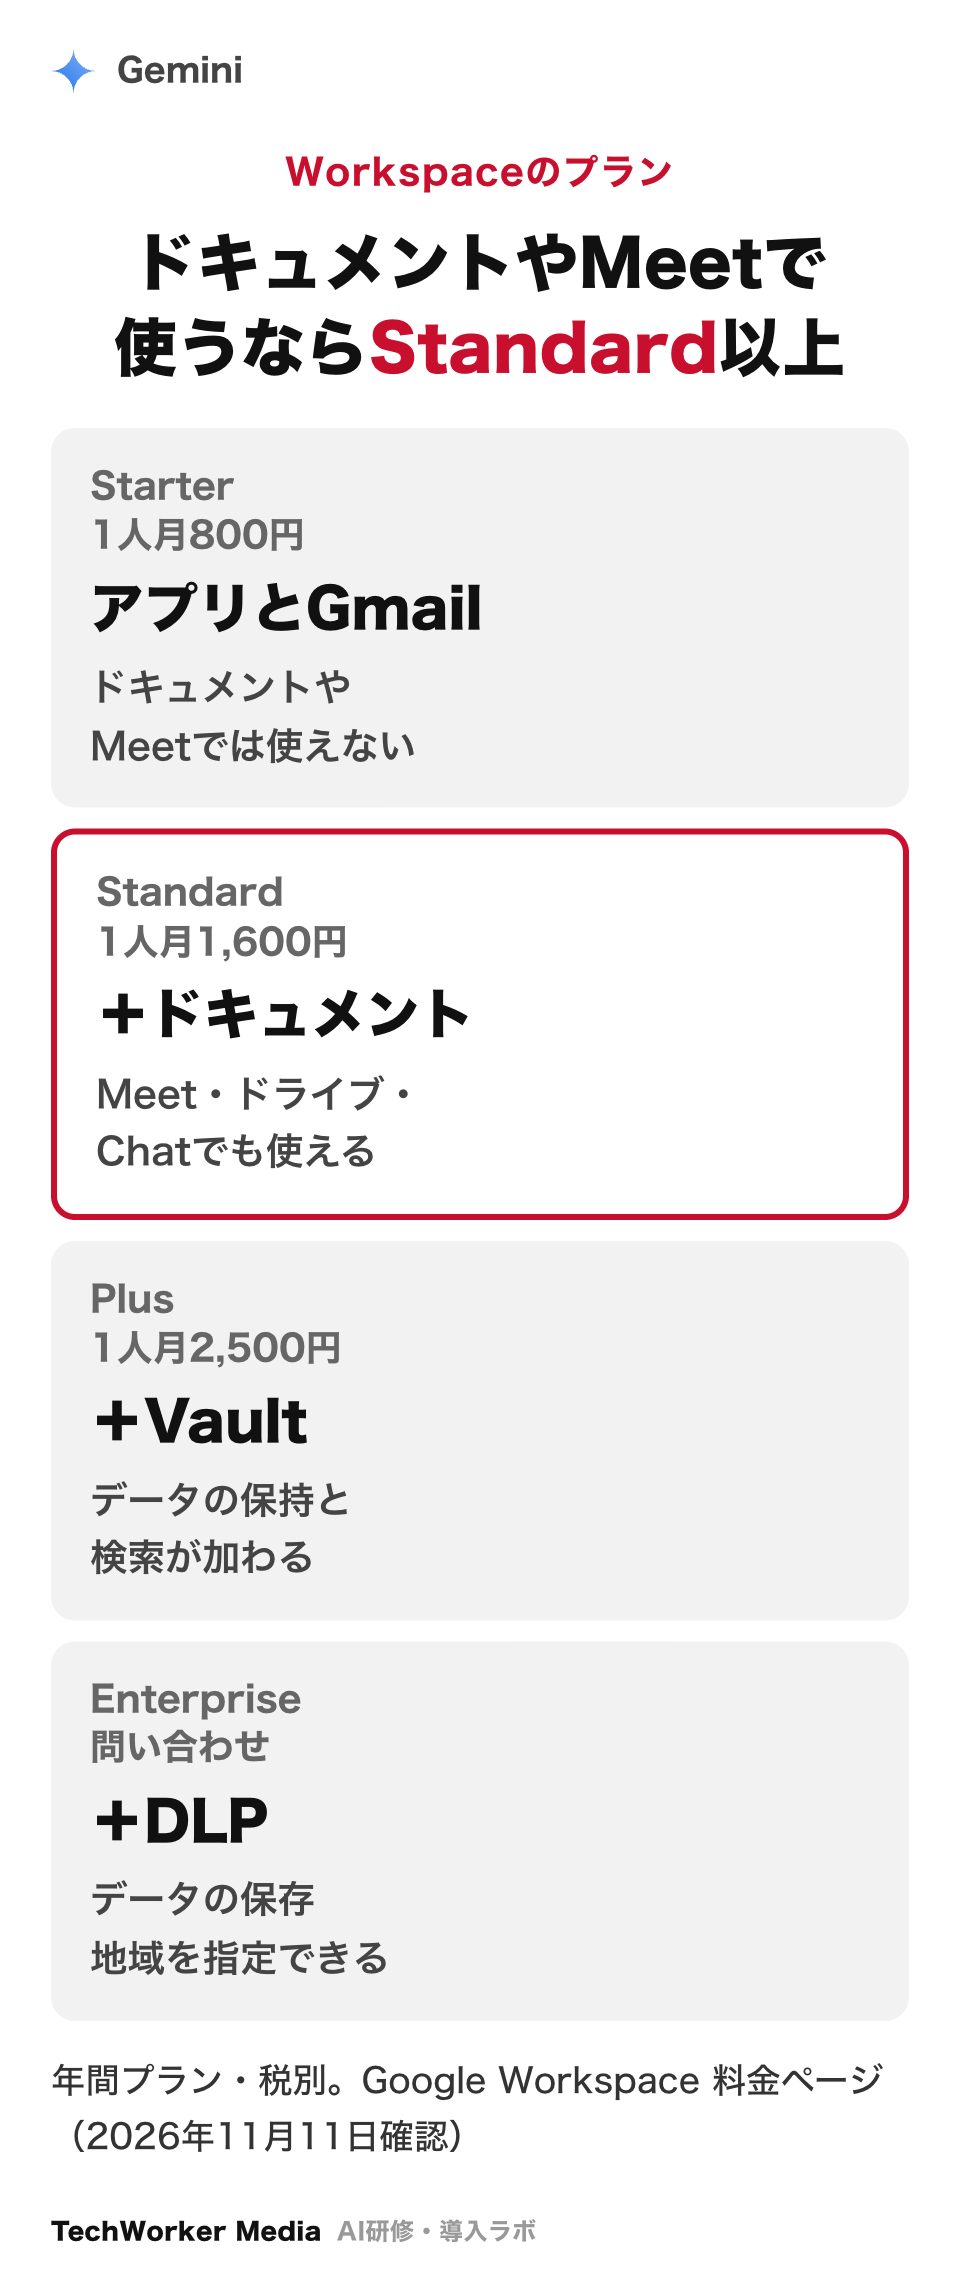 Gemini
Workspaceのプラン
ドキュメントやMeetで
使うならStandard以上
Starter
1人月800円
アプリとGmail
ドキュメントや
Meetでは使えない
Standard
1人月1,600円
＋ドキュメント
Meet・ドライブ・
Chatでも使える
Plus
1人月2,500円
＋Vault
データの保持と
検索が加わる
Enterprise
問い合わせ
＋DLP
データの保存
地域を指定できる
年間プラン・税別。Google Workspace 料金ページ
（2026年11月11日確認）
TechWorker Media AI研修・導入ラボ